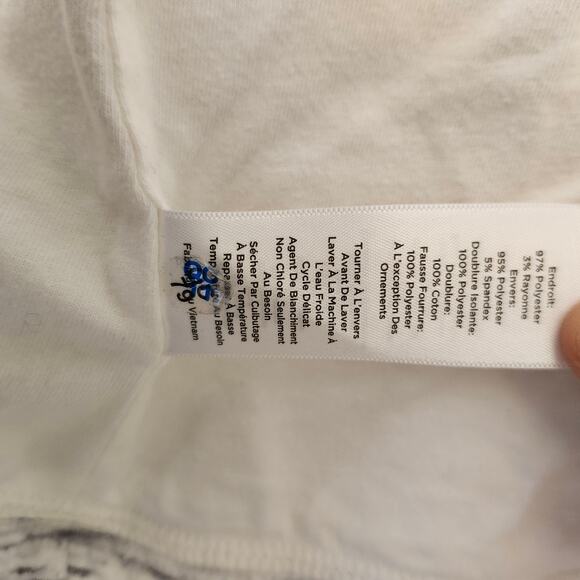 Endroit:
97% Polyester
3% Rayonne
Envers:
95% Polyester
5% Spandex
Doublure Isolante:
100% Polyester
Doublure:
100% Coton
Fausse Fourrure:
100% Polyester
À L'exception Des
Ornements
Tourner À L'envers
Avant De Laver
Laver À La Machine À
L'eau Froide
Cycle Délicat
Agent De Blanchiment
Non Chloré Seulement
Au Besoin
Sécher Par Culbutage
À Basse Température
À Basse
Au Besoin
Vietnam